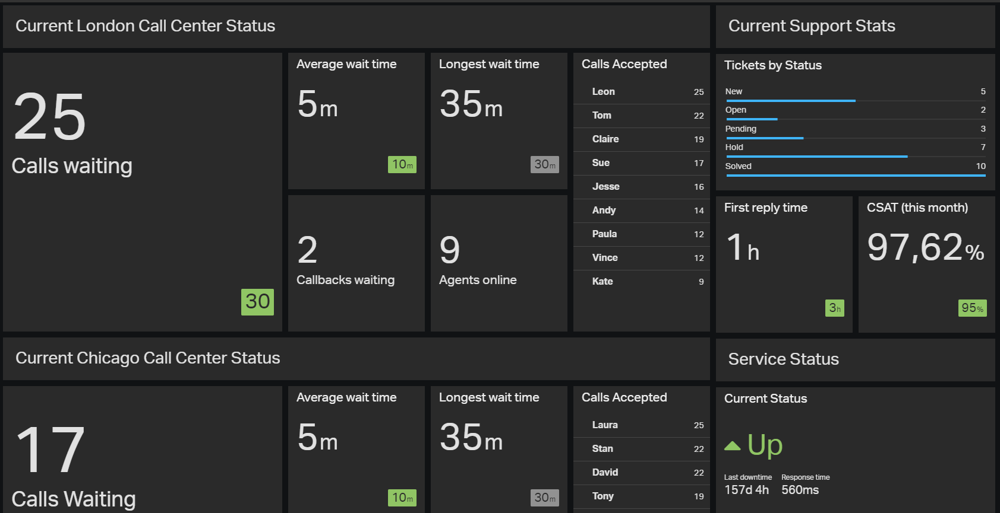 Current London Call Center Status
25
Calls waiting
30
Average wait time
5m
10m
Longest wait time
35m
30m
2
Callbacks waiting
9
Agents online
Calls Accepted
Leon 25
Tom 22
Claire 19
Sue 17
Jesse 16
Andy 14
Paula 12
Vince 12
Kate 9
Current Support Stats
Tickets by Status
New 5
Open 2
Pending 3
Hold 7
Solved 10
First reply time
1h
3h
CSAT (this month)
97,62%
95%
Current Chicago Call Center Status
17
Calls Waiting
Average wait time
5m
10m
Longest wait time
35m
30m
Calls Accepted
Laura 25
Stan 22
David 22
Tony 19
Service Status
Current Status
Up
Last downtime
157d 4h
Response time
560ms